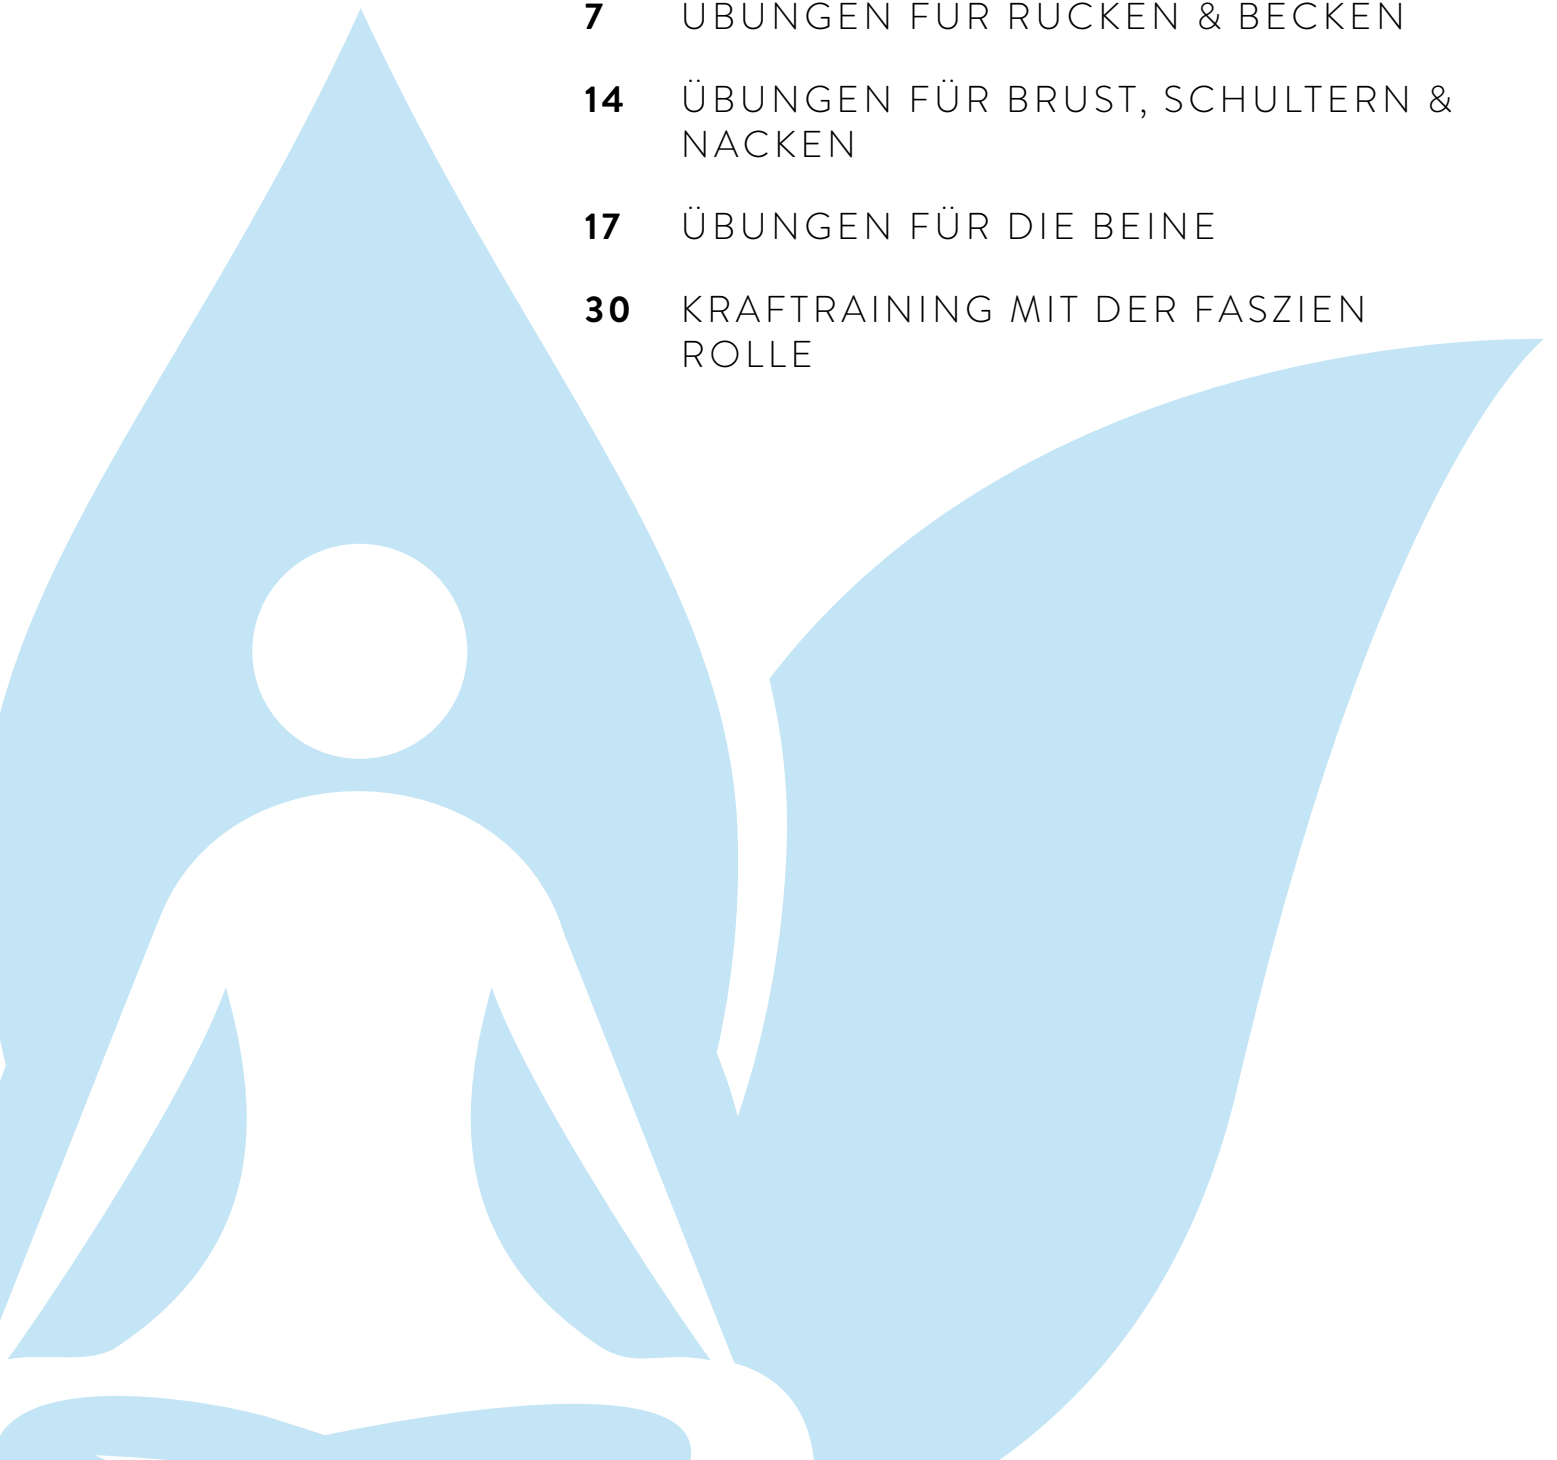 7 ÜBUNGEN FÜR RÜCKEN & BECKEN
14 ÜBUNGEN FÜR BRUST, SCHULTERN &
NACKEN
17 ÜBUNGEN FÜR DIE BEINE
30 KRAFTRAINING MIT DER FASZIEN
ROLLE